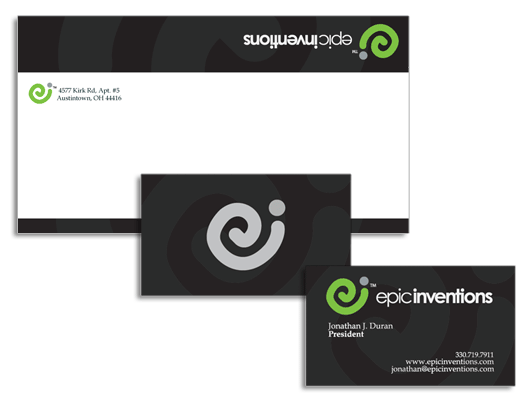 epicinventions
TM
TM 4577 Kirk Rd, Apt. #5
Austintown, OH 44416
TM
epicinventions
Jonathan J. Duran
President
330.719.7911
www.epicinventions.com
jonathan@epicinventions.com